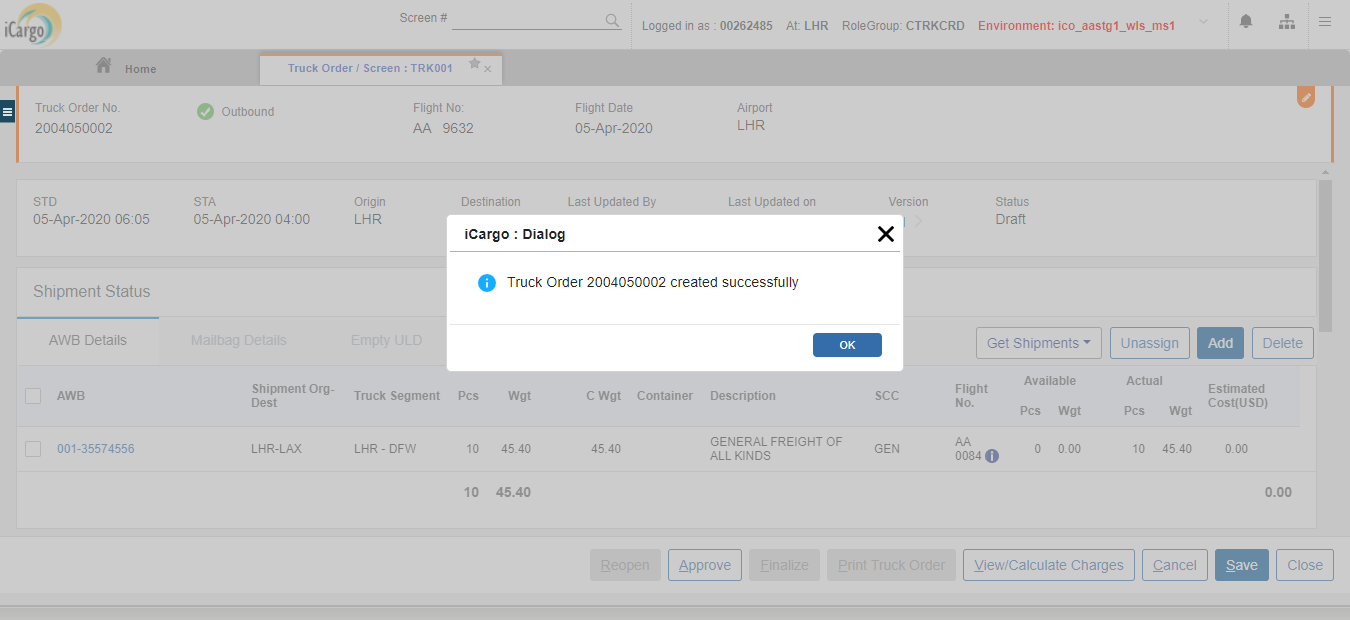 iCargo
Screen #
Logged in as : 00262485 At: LHR RoleGroup: CTRKCRD Environment: ico_aastg1_wls_ms1
Home
Truck Order / Screen : TRK001
Truck Order No.
2004050002
Outbound
Flight No:
AA 9632
Flight Date
05-Apr-2020
Airport
LHR
STD
05-Apr-2020 06:05
STA
05-Apr-2020 04:00
Origin
LHR
Destination
Last Updated By
Last Updated on
Version
Status
Draft
iCargo : Dialog
Truck Order 2004050002 created successfully
OK
Shipment Status
AWB Details Mailbag Details Empty ULD
Get Shipments Unassign Add Delete
AWB
Shipment Org-
Dest
Truck Segment
Pcs
Wgt
C Wgt
Container
Description
SCC
Flight
No.
Available
Pcs Wgt
Actual
Pcs Wgt
Estimated
Cost(USD)
001-35574556
LHR-LAX
LHR - DFW
10
45.40
45.40
GENERAL FREIGHT OF
ALL KINDS
GEN
AA
0084
0 0.00
10 45.40
0.00
10 45.40 0.00
Reopen Approve Finalize Print Truck Order View/Calculate Charges Cancel Save Close